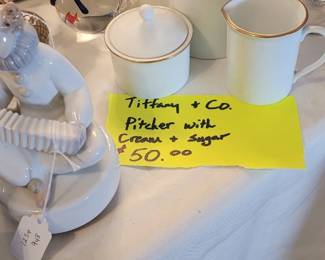 Tiffany + Co.
Pitcher with
Cream + Sugar
$50.00